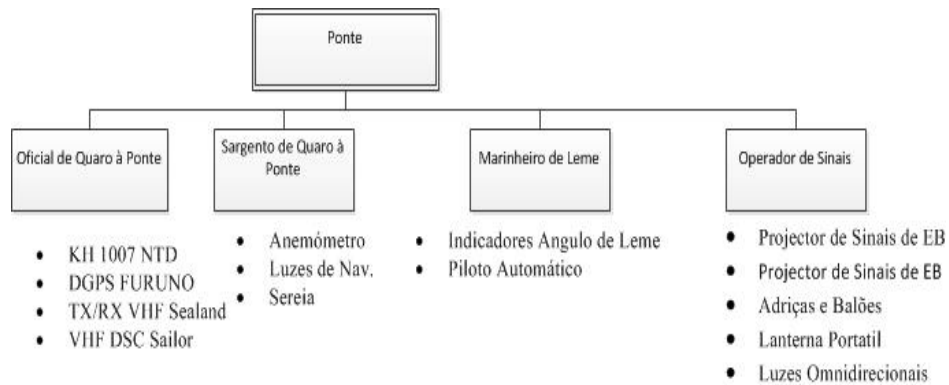 Ponte
Oficial de Quaro à Ponte
Sargento de Quaro à
Ponte
Marinheiro de Leme
Operador de Sinais
• KH 1007 NTD
• DGPS FURUNO
• TX/RX VHF Sealand
• VHF DSC Sailor
• Anemómetro
• Luzes de Nav.
• Sereia
• Indicadores Angulo de Leme
• Piloto Automático
• Projector de Sinais de EB
• Projector de Sinais de EB
• Adriças e Balões
• Lanterna Portatil
• Luzes Omnidirecionais